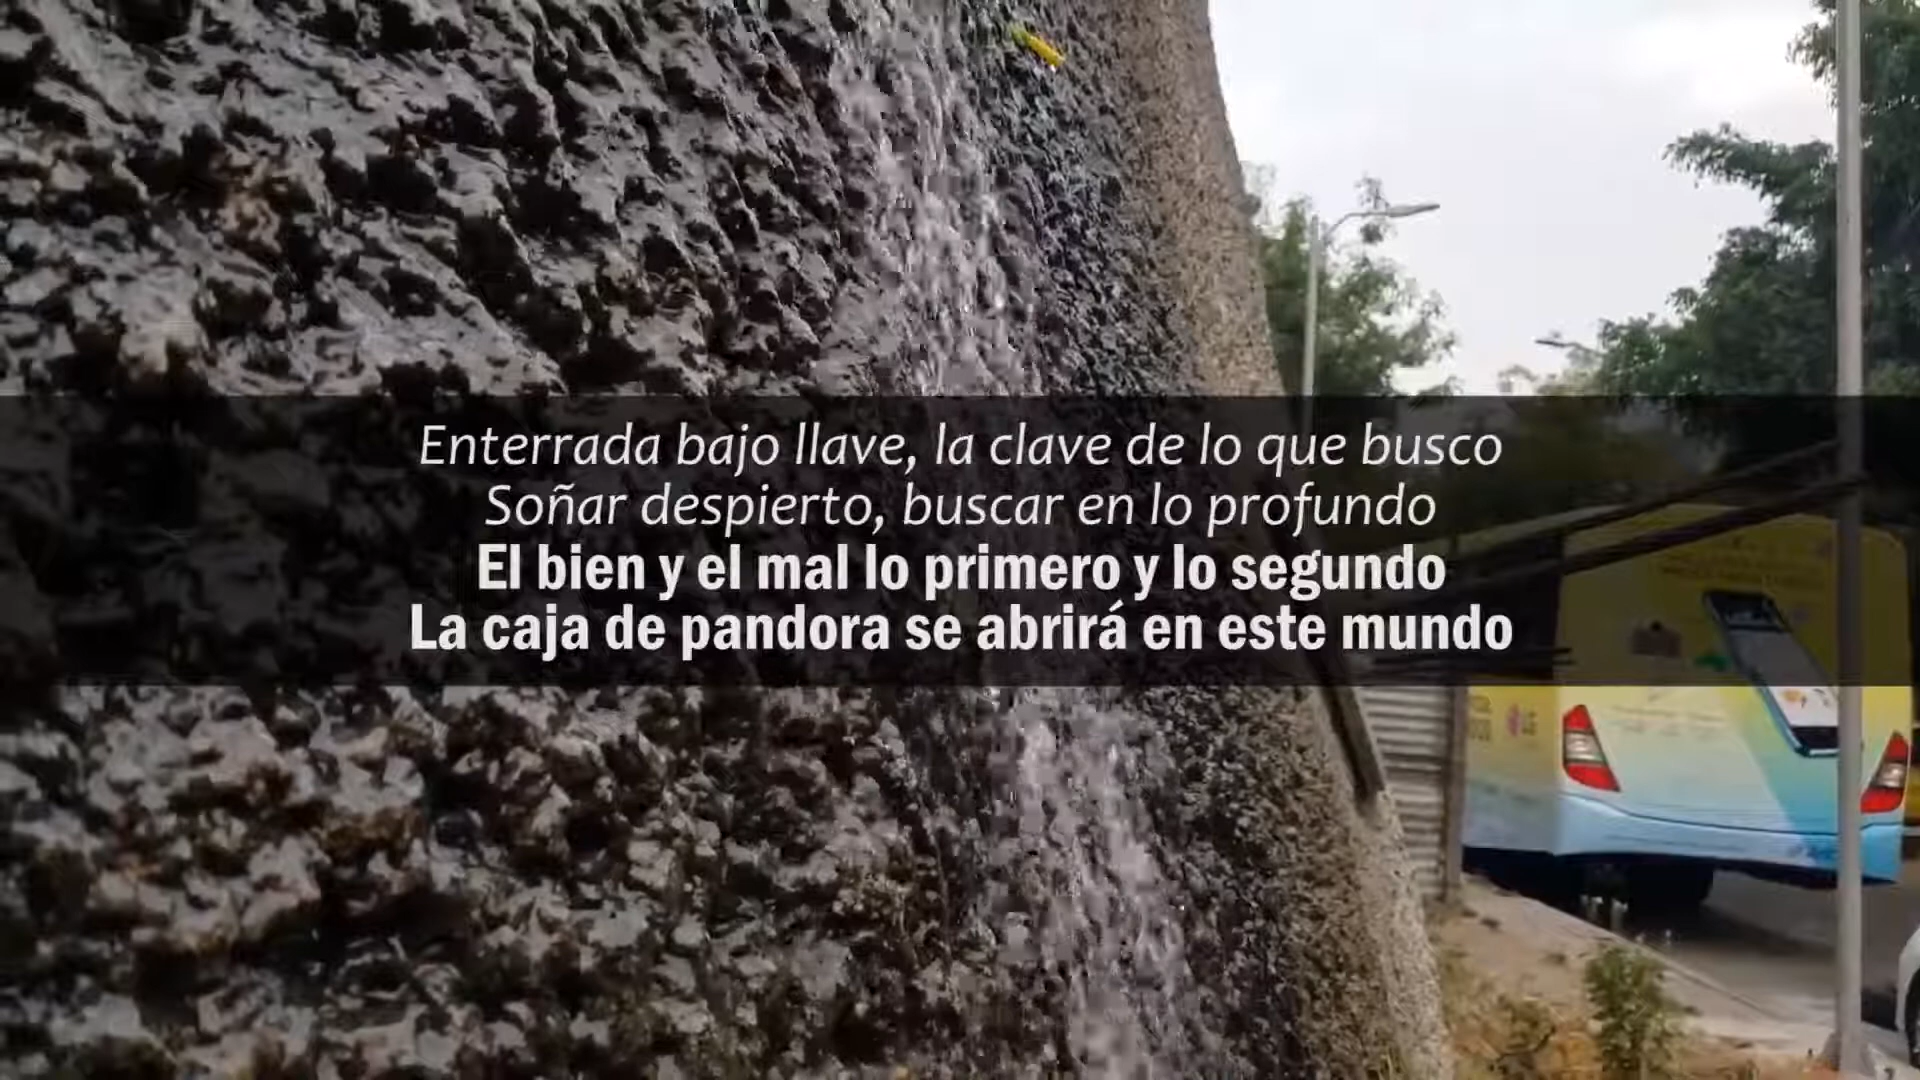 Enterrada bajo llave, la clave de lo que busco
Soñar despierto, buscar en lo profundo
El bien y el mal lo primero y lo segundo
La caja de pandora se abrirá en este mundo